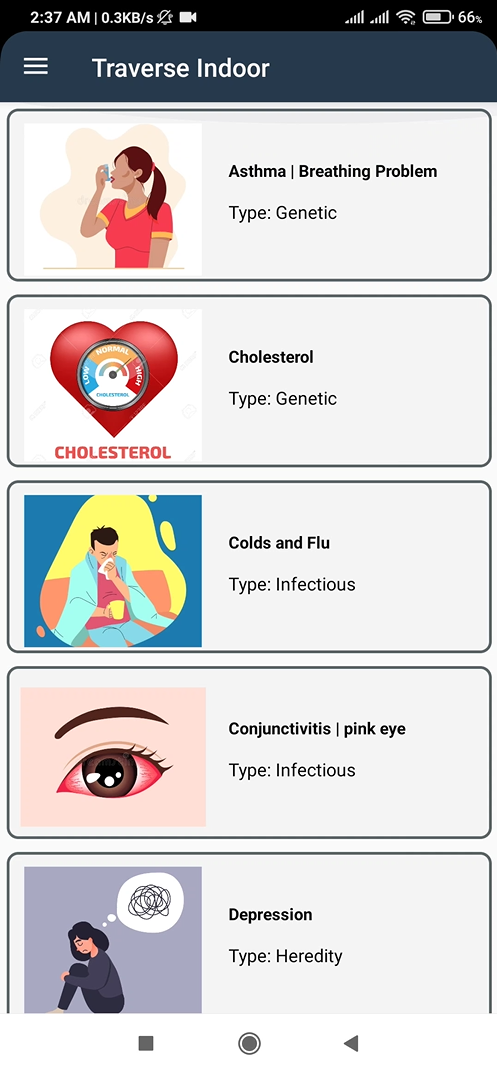 2:37 AM | 0.3KB/s
66%
Traverse Indoor
Asthma | Breathing Problem
Type: Genetic
LOW NORMAL HIGH
CHOLESTEROL
CHOLESTEROL
Cholesterol
Type: Genetic
Colds and Flu
Type: Infectious
Conjunctivitis | pink eye
Type: Infectious
Depression
Type: Heredity